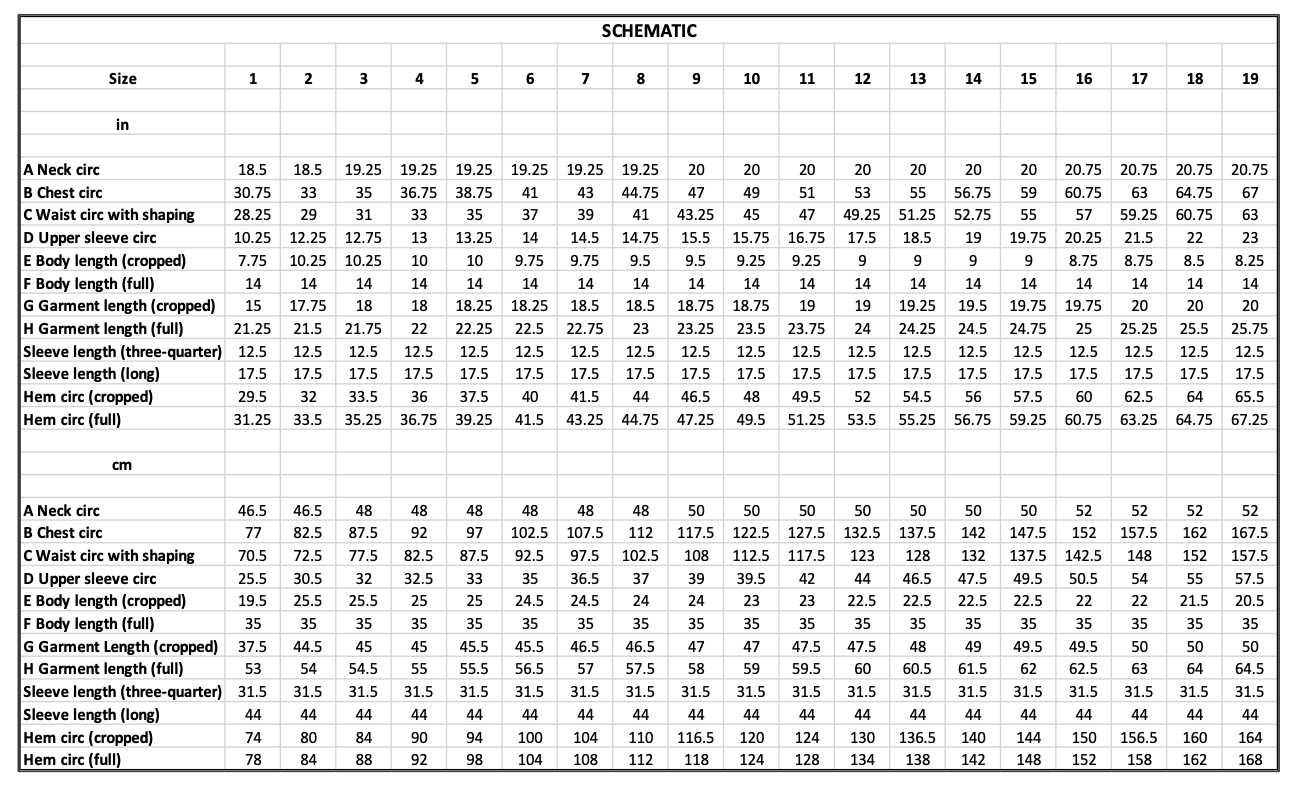 SCHEMATIC
Size 1 2 3 4 5 6 7 8 9 10 11 12 13 14 15 16 17 18 19
in
A Neck circ 18.5 18.5 19.25 19.25 19.25 19.25 19.25 19.25 20 20 20 20 20 20 20 20.75 20.75 20.75 20.75
B Chest circ 30.75 33 35 36.75 38.75 41 43 44.75 47 49 51 53 55 56.75 59 60.75 63 64.75 67
C Waist circ with shaping 28.25 29 31 33 35 37 39 41 43.25 45 47 49.25 51.25 52.75 55 57 59.25 60.75 63
D Upper sleeve circ 10.25 12.25 12.75 13 13.25 14 14.5 14.75 15.5 15.75 16.75 17.5 18.5 19 19.75 20.25 21.5 22 23
E Body length (cropped) 7.75 10.25 10.25 10 10 9.75 9.75 9.5 9.5 9.25 9.25 9 9 9 9 8.75 8.75 8.5 8.25
F Body length (full) 14 14 14 14 14 14 14 14 14 14 14 14 14 14 14 14 14 14 14
G Garment length (cropped) 15 17.75 18 18 18.25 18.25 18.5 18.5 18.75 18.75 19 19 19.25 19.5 19.75 19.75 20 20 20
H Garment length (full) 21.25 21.5 21.75 22 22.25 22.5 22.75 23 23.25 23.5 23.75 24 24.25 24.5 24.75 25 25.25 25.5 25.75
Sleeve length (three-quarter) 12.5 12.5 12.5 12.5 12.5 12.5 12.5 12.5 12.5 12.5 12.5 12.5 12.5 12.5 12.5 12.5 12.5 12.5 12.5
Sleeve length (long) 17.5 17.5 17.5 17.5 17.5 17.5 17.5 17.5 17.5 17.5 17.5 17.5 17.5 17.5 17.5 17.5 17.5 17.5 17.5
Hem circ (cropped) 29.5 32 33.5 36 37.5 40 41.5 44 46.5 48 49.5 52 54.5 56 57.5 60 62.5 64 65.5
Hem circ (full) 31.25 33.5 35.25 36.75 39.25 41.5 43.25 44.75 47.25 49.5 51.25 53.5 55.25 56.75 59.25 60.75 63.25 64.75 67.25
cm
A Neck circ 46.5 46.5 48 48 48 48 48 48 50 50 50 50 50 50 50 52 52 52 52
B Chest circ 77 82.5 87.5 92 97 102.5 107.5 112 117.5 122.5 127.5 132.5 137.5 142 147.5 152 157.5 162 167.5
C Waist circ with shaping 70.5 72.5 77.5 82.5 87.5 92.5 97.5 102.5 108 112.5 117.5 123 128 132 137.5 142.5 148 152 157.5
D Upper sleeve circ 25.5 30.5 32 32.5 33 35 36.5 37 39 39.5 42 44 46.5 47.5 49.5 50.5 54 55 57.5
E Body length (cropped) 19.5 25.5 25.5 25 25 24.5 24.5 24 24 23 23 22.5 22.5 22.5 22.5 22 22 21.5 20.5
F Body length (full) 35 35 35 35 35 35 35 35 35 35 35 35 35 35 35 35 35 35 35
G Garment Length (cropped) 37.5 44.5 45 45 45.5 45.5 46.5 46.5 47 47 47.5 47.5 48 49 49.5 49.5 50 50 50
H Garment length (full) 53 54 54.5 55 55.5 56.5 57 57.5 58 59 59.5 60 60.5 61.5 62 62.5 63 64 64.5
Sleeve length (three-quarter) 31.5 31.5 31.5 31.5 31.5 31.5 31.5 31.5 31.5 31.5 31.5 31.5 31.5 31.5 31.5 31.5 31.5 31.5 31.5
Sleeve length (long) 44 44 44 44 44 44 44 44 44 44 44 44 44 44 44 44 44 44 44
Hem circ (cropped) 74 80 84 90 94 100 104 110 116.5 120 124 130 136.5 140 144 150 156.5 160 164
Hem circ (full) 78 84 88 92 98 104 108 112 118 124 128 134 138 142 148 152 158 162 168